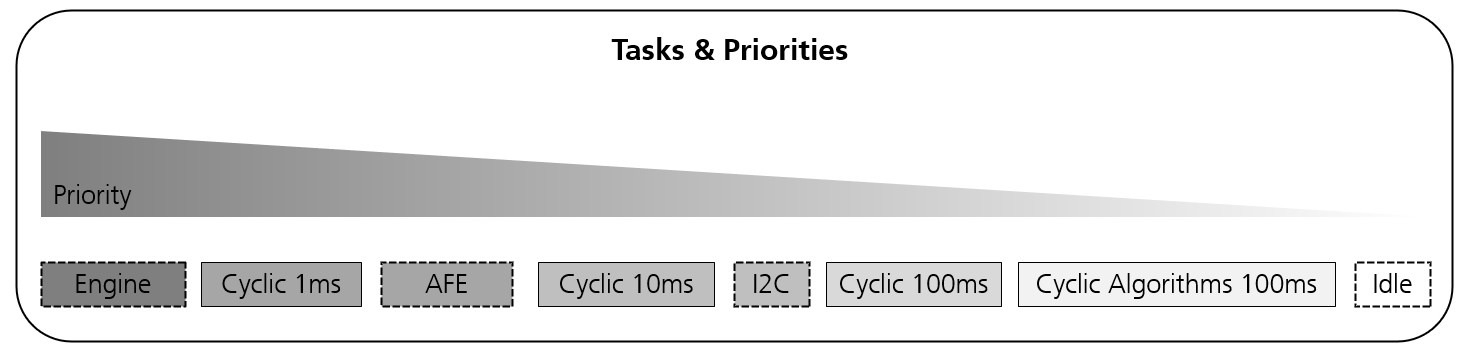 Tasks & Priorities
Priority
Engine
Cyclic 1ms
AFE
Cyclic 10ms
I2C
Cyclic 100ms
Cyclic Algorithms 100ms
Idle